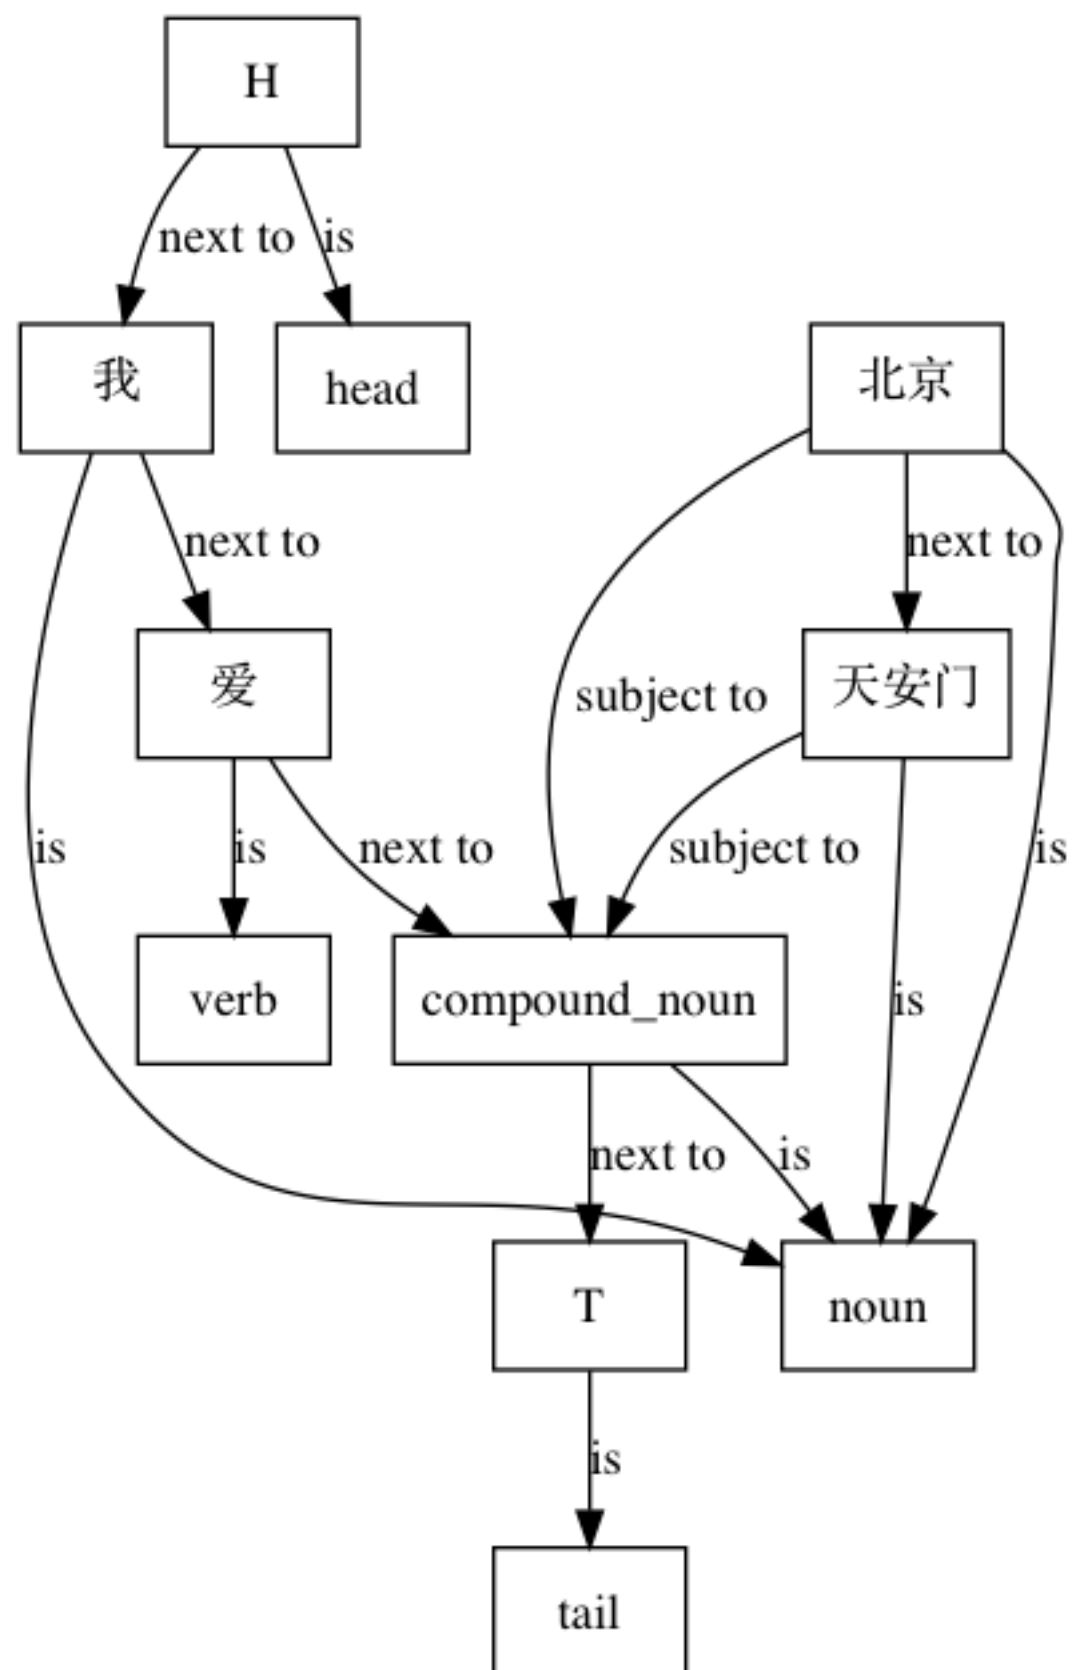 H
next to
is
我
head
北京
next to
next to
爱
subject to
天安门
is
is
next to
subject to
is
verb
compound_noun
is
next to
is
T
noun
is
tail